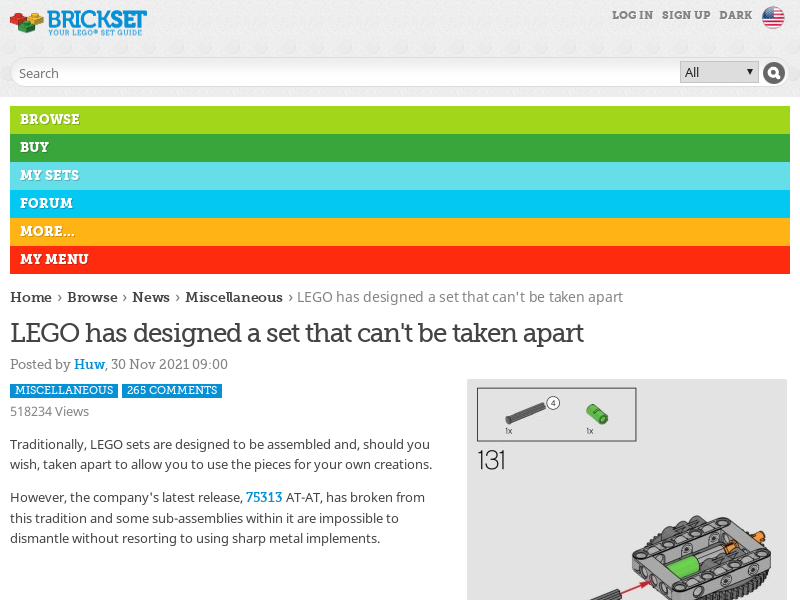 BRICKSET
YOUR LEGO® SET GUIDE
LOG IN SIGN UP DARK
Search
All
BROWSE
BUY
MY SETS
FORUM
MORE...
MY MENU
Home › Browse › News › Miscellaneous › LEGO has designed a set that can't be taken apart
LEGO has designed a set that can't be taken apart
Posted by Huw, 30 Nov 2021 09:00
MISCELLANEOUS 265 COMMENTS
518234 Views
Traditionally, LEGO sets are designed to be assembled and, should you
wish, taken apart to allow you to use the pieces for your own creations.
However, the company's latest release, 75313 AT-AT, has broken from
this tradition and some sub-assemblies within it are impossible to
dismantle without resorting to using sharp metal implements.
4
1x 1x
131